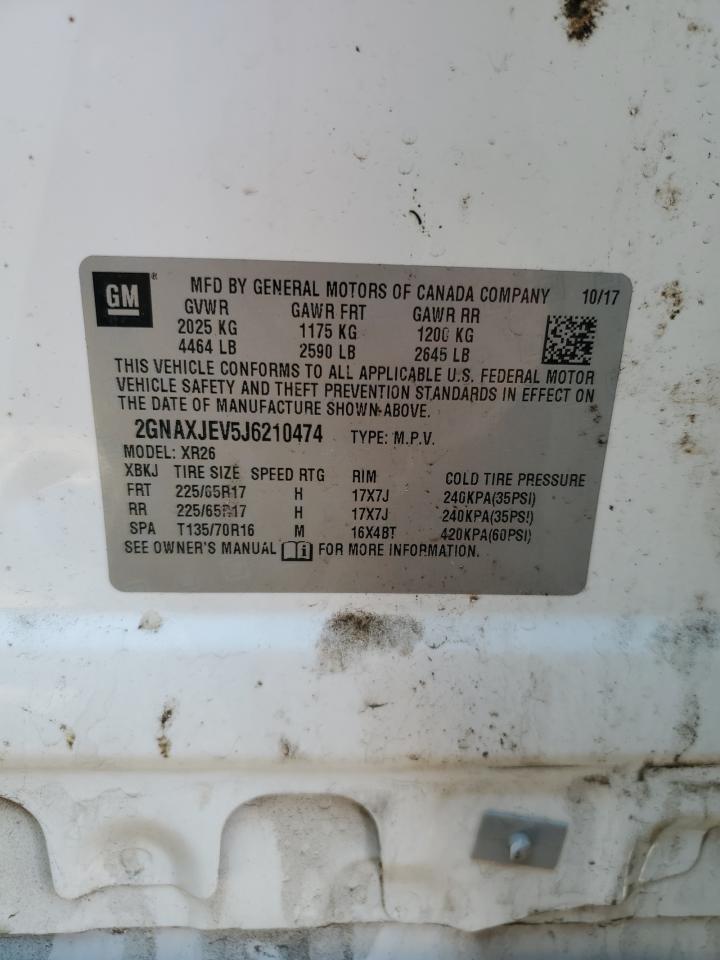 GM ® MFD BY GENERAL MOTORS OF CANADA COMPANY 10/17
GVWR GAWR FRT GAWR RR
2025 KG 1175 KG 1200 KG
4464 LB 2590 LB 2645 LB
THIS VEHICLE CONFORMS TO ALL APPLICABLE U.S. FEDERAL MOTOR
VEHICLE SAFETY AND THEFT PREVENTION STANDARDS IN EFFECT ON
THE DATE OF MANUFACTURE SHOWN ABOVE.
2GNAXJEV5J6210474 TYPE: M.P.V.
MODEL: XR26
XBKJ TIRE SIZE SPEED RTG RIM COLD TIRE PRESSURE
FRT 225/65R17 H 17X7J 240KPA(35PSI)
RR 225/65R17 H 17X7J 240KPA(35PSI)
SPA T135/70R16 M 16X4BT 420KPA(60PSI)
SEE OWNER'S MANUAL FOR MORE INFORMATION.